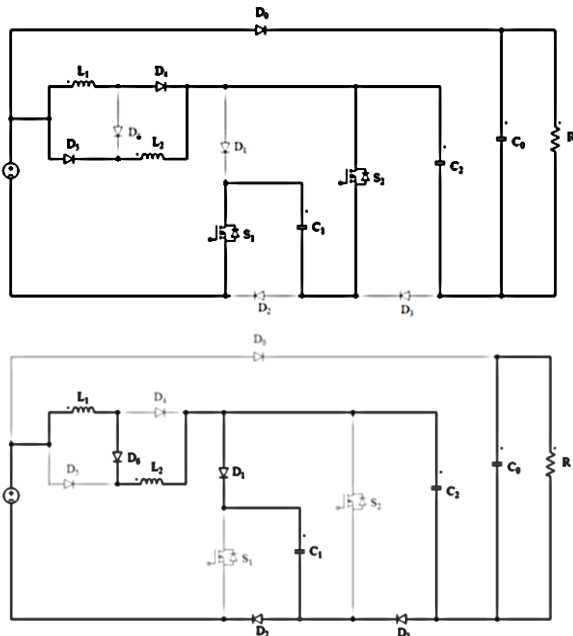 D0
L1 D4
D6
D5 L2 D1
C2 C0 R
S2
S1 C1
D2 D3
D0
L1 D4
D6
D5 L2 D1
C2 C0 R
S2
S1 C1
D2 D3